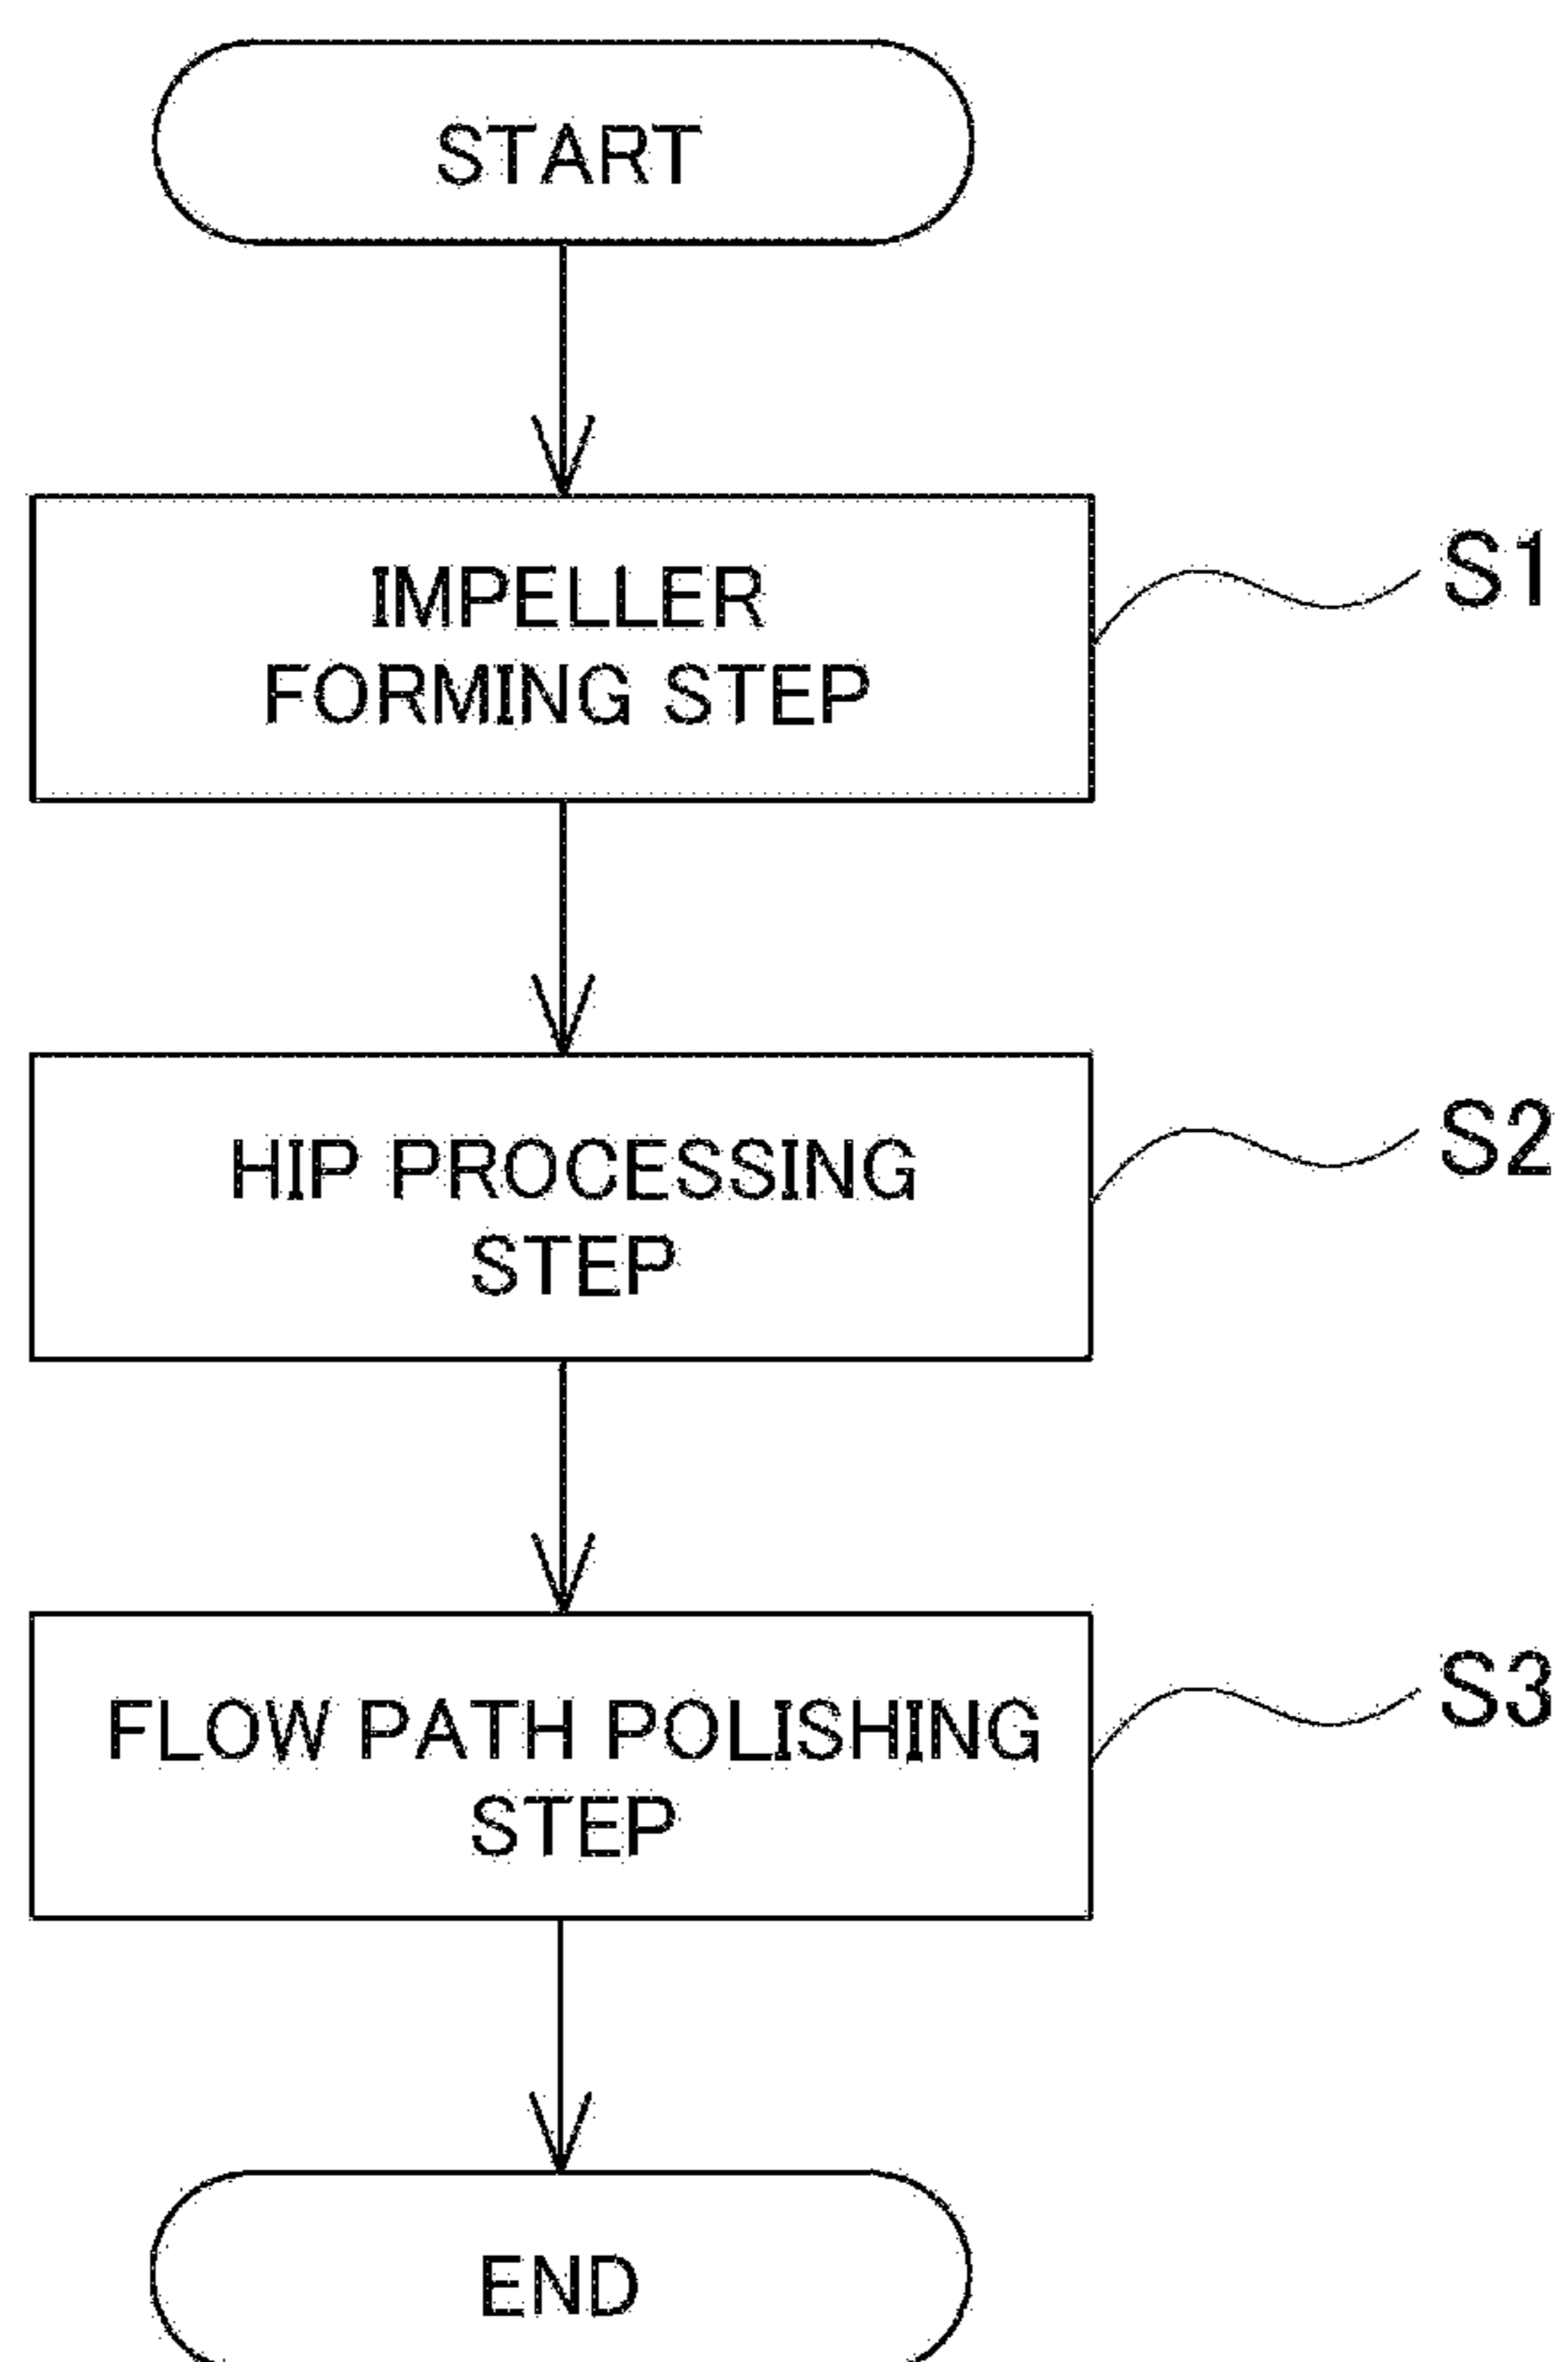 START
IMPELLER
FORMING STEP
S1
HIP PROCESSING
STEP
S2
FLOW PATH POLISHING
STEP
S3
END